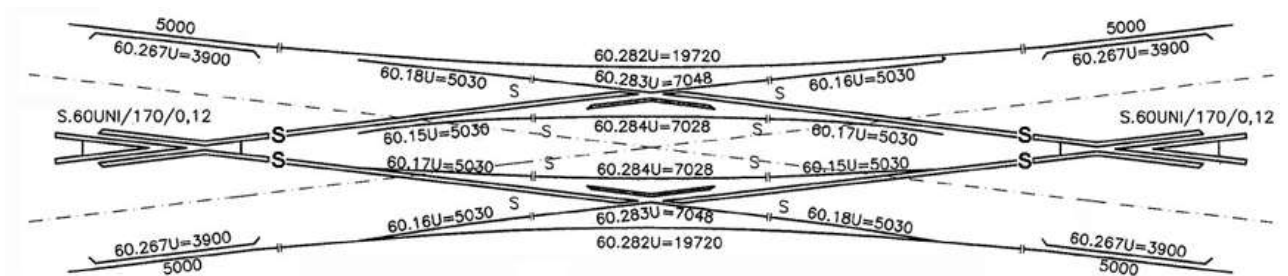 5000
5000
60.267U=3900
60.282U=19720
60.267U=3900
60.18U=5030
60.283U=7048
60.16U=5030
S
S
S.60UNI/170/0,12
S.60UNI/170/0,12
S
60.15U=5030
S
60.284U=7028
S
60.17U=5030
S
S
60.17U=5030
S
60.284U=7028
S
60.15U=5030
S
60.16U=5030
S
60.283U=7048
S
60.18U=5030
60.267U=3900
60.282U=19720
60.267U=3900
5000
5000